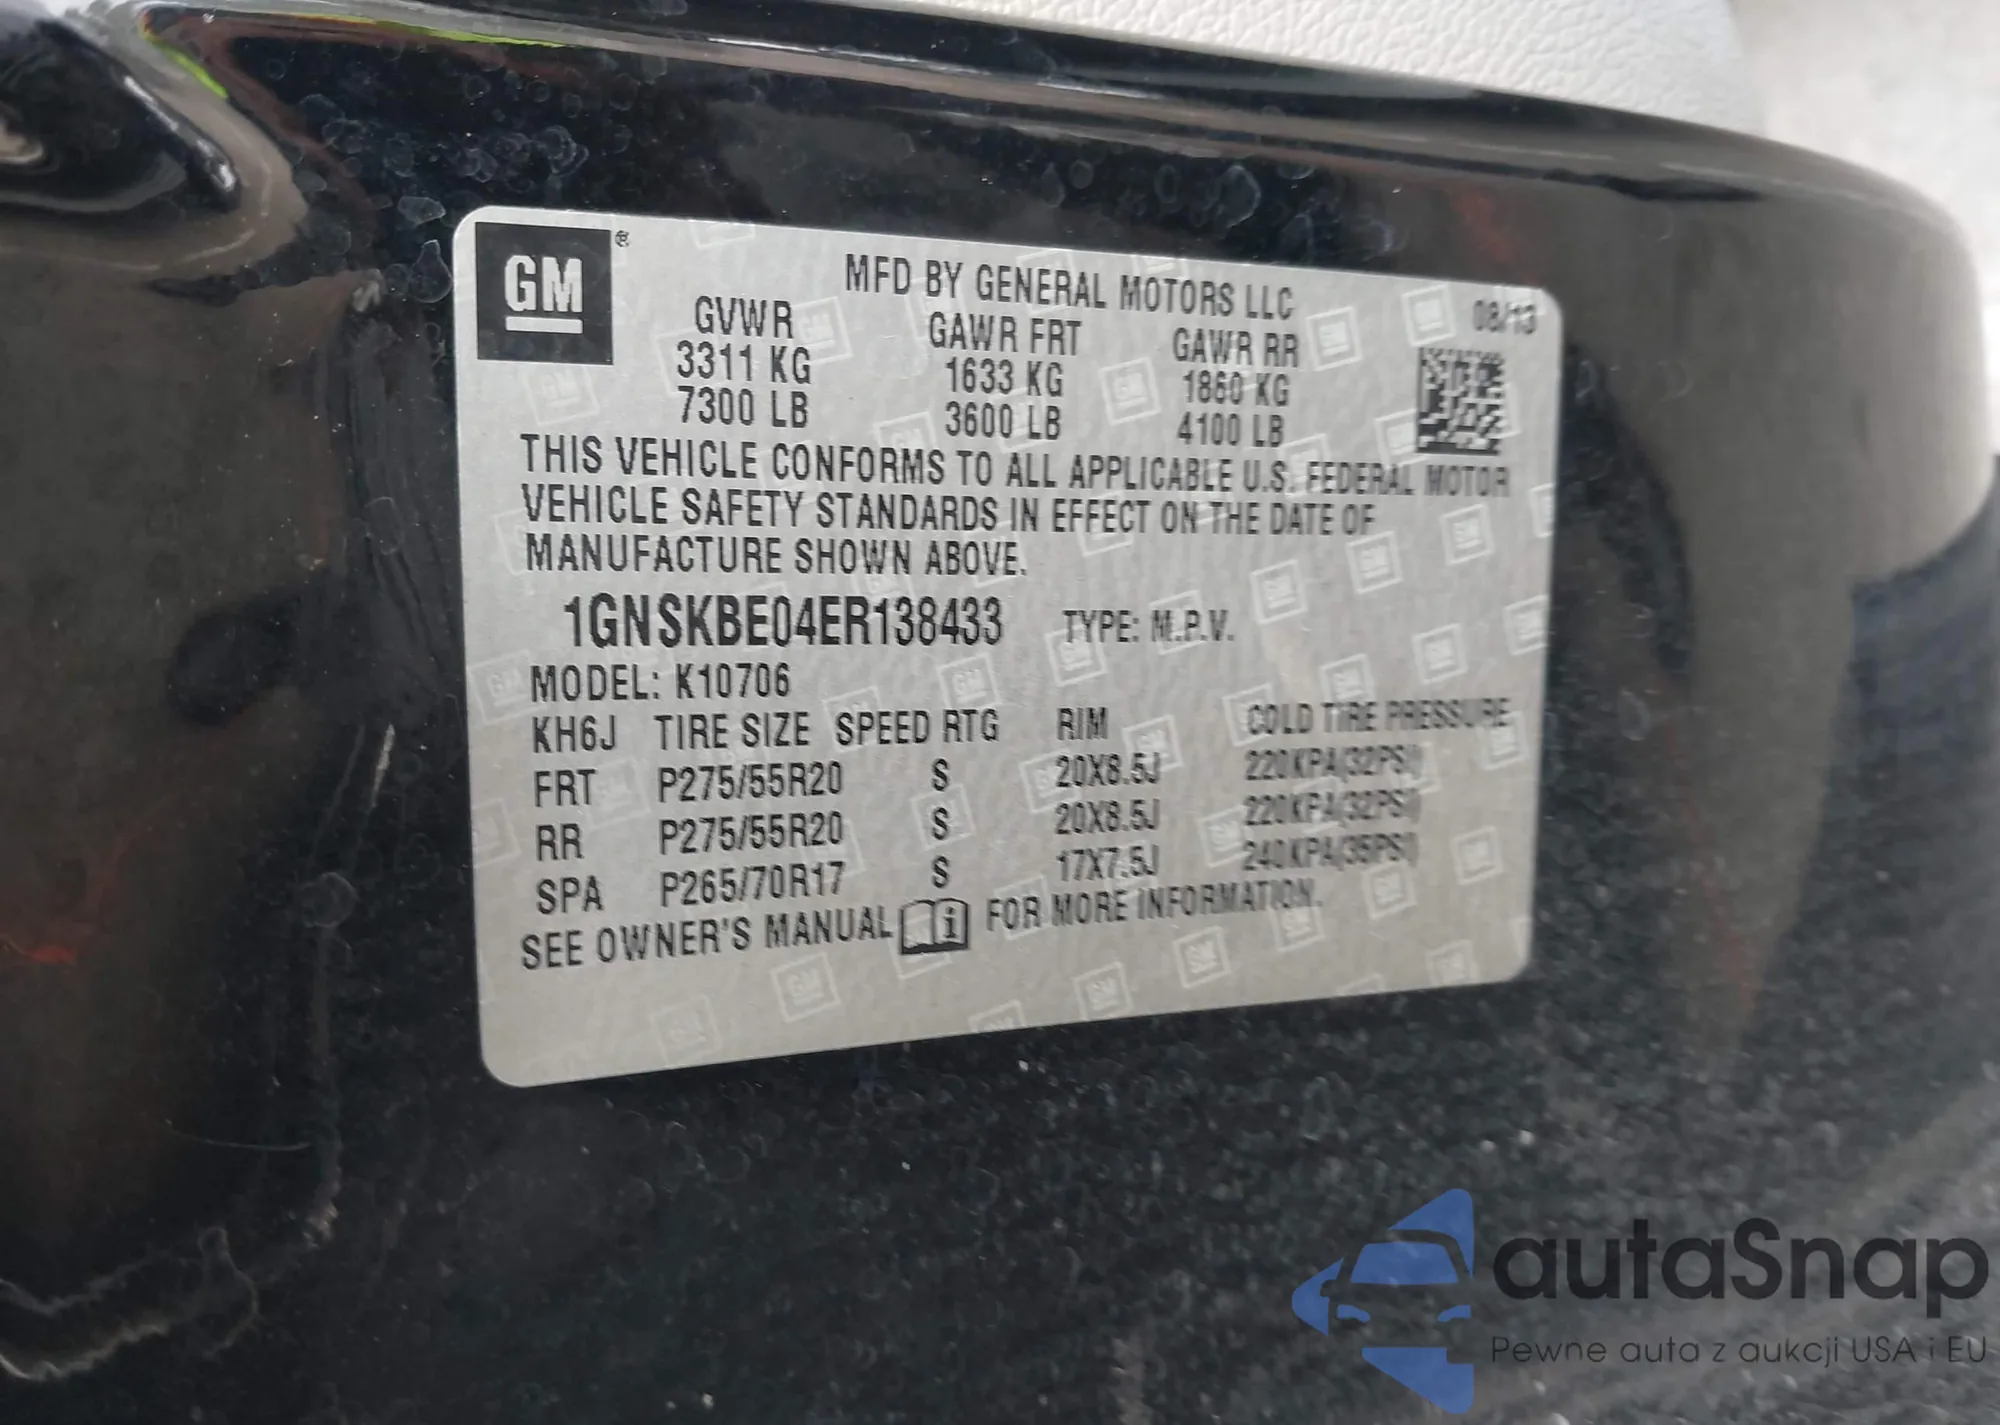 GM
MFD BY GENERAL MOTORS LLC
08/13
GVWR GAWR FRT GAWR RR
3311 KG 1633 KG 1860 KG
7300 LB 3600 LB 4100 LB
THIS VEHICLE CONFORMS TO ALL APPLICABLE U.S. FEDERAL MOTOR
VEHICLE SAFETY STANDARDS IN EFFECT ON THE DATE OF
MANUFACTURE SHOWN ABOVE.
1GNSKBE04ER138433 TYPE: M.P.V.
MODEL: K10706
KH6J TIRE SIZE SPEED RTG RIM COLD TIRE PRESSURE
FRT P275/55R20 S 20X8.5J 220KPA(32PSI)
RR P275/55R20 S 20X8.5J 220KPA(32PSI)
SPA P265/70R17 S 17X7.5J 240KPA(35PSI)
SEE OWNER'S MANUAL i FOR MORE INFORMATION.
autaSnap
Pewne auta z aukcji USA i EU